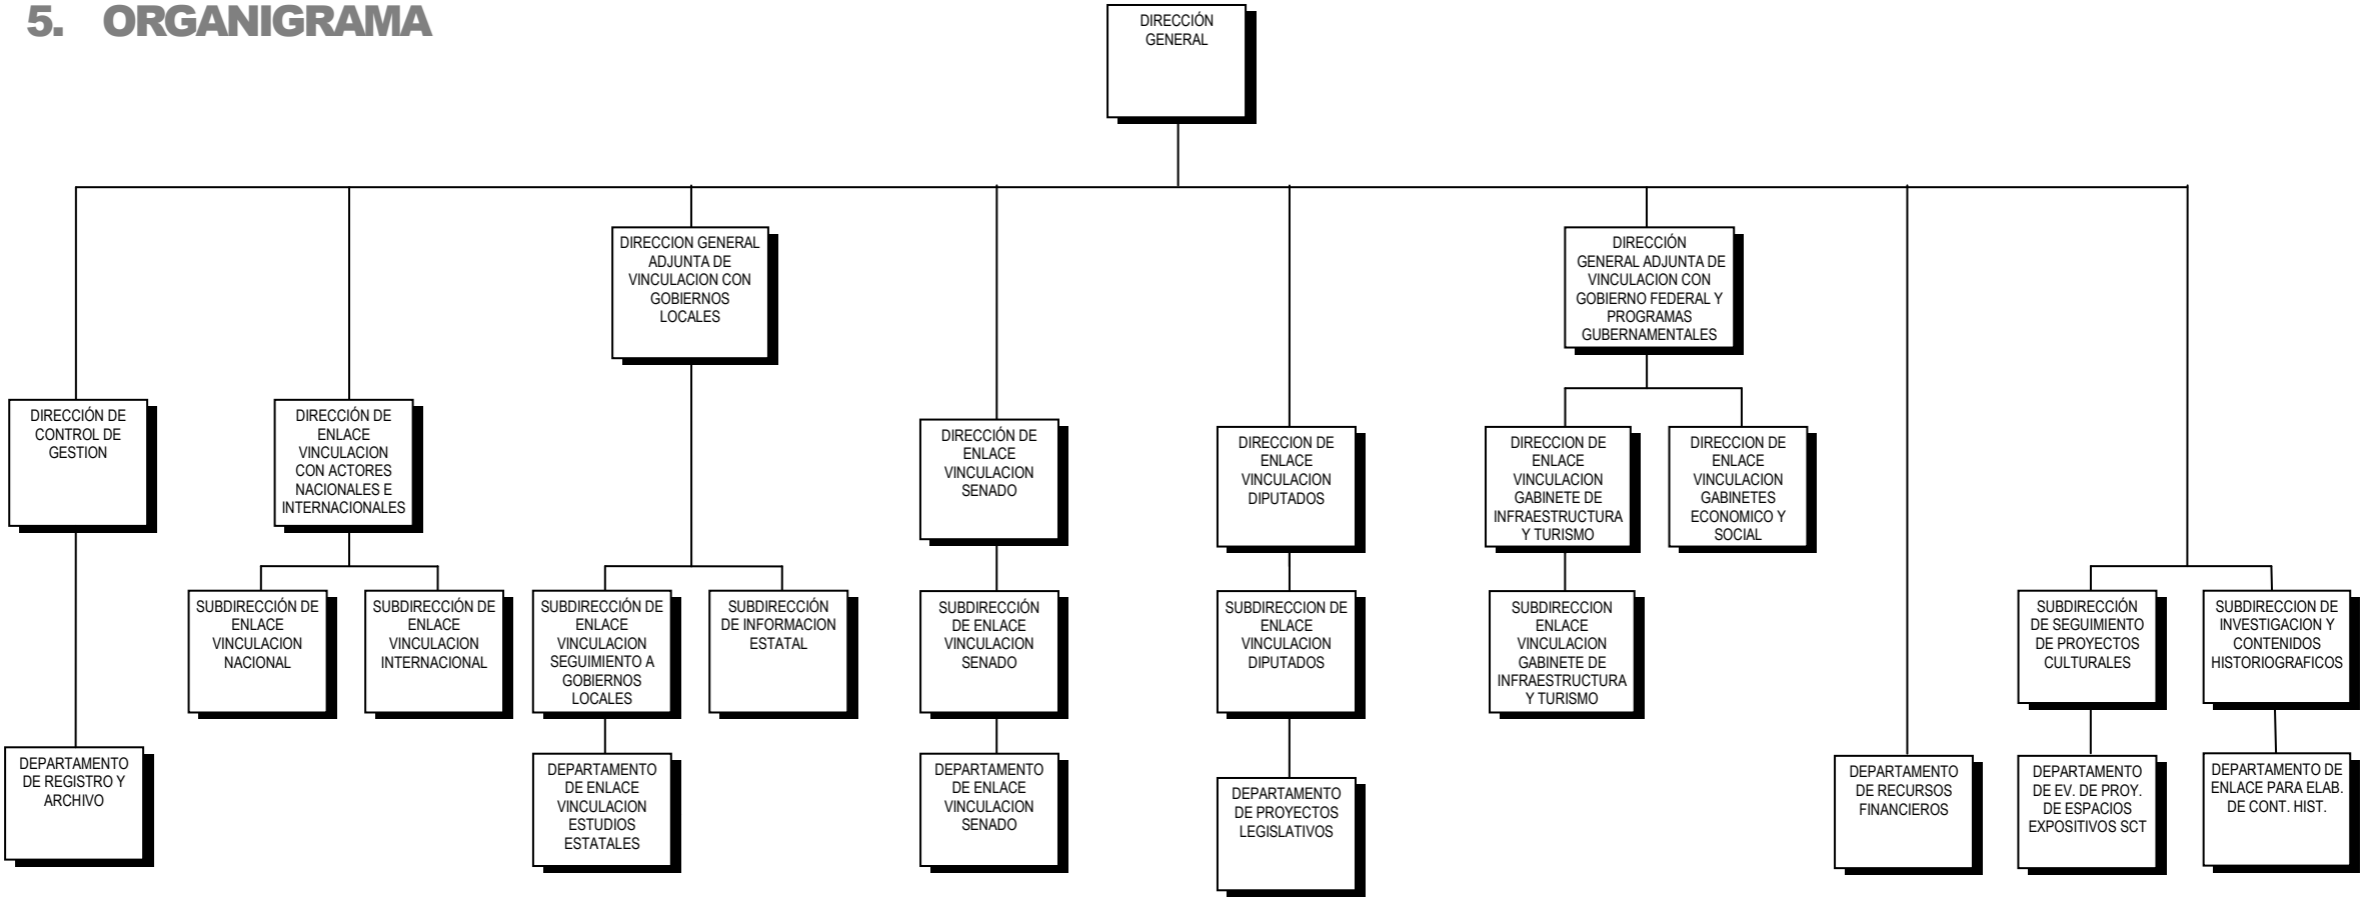 5. ORGANIGRAMA
DIRECCIÓN
GENERAL
DIRECCION GENERAL
ADJUNTA DE
VINCULACION CON
GOBIERNOS
LOCALES
DIRECCIÓN
GENERAL ADJUNTA DE
VINCULACION CON
GOBIERNO FEDERAL Y
PROGRAMAS
GUBERNAMENTALES
DIRECCIÓN DE
CONTROL DE
GESTION
DIRECCIÓN DE
ENLACE
VINCULACION
CON ACTORES
NACIONALES E
INTERNACIONALES
DIRECCIÓN DE
ENLACE
VINCULACION
SENADO
DIRECCION DE
ENLACE
VINCULACION
DIPUTADOS
DIRECCION DE
ENLACE
VINCULACION
GABINETE DE
INFRAESTRUCTURA
Y TURISMO
DIRECCION DE
ENLACE
VINCULACION
GABINETES
ECONOMICO Y
SOCIAL
SUBDIRECCIÓN DE
ENLACE
VINCULACION
NACIONAL
SUBDIRECCIÓN DE
ENLACE
VINCULACION
INTERNACIONAL
SUBDIRECCIÓN DE
ENLACE
VINCULACION
SEGUIMIENTO A
GOBIERNOS
LOCALES
SUBDIRECCIÓN
DE INFORMACION
ESTATAL
SUBDIRECCIÓN
DE ENLACE
VINCULACION
SENADO
SUBDIRECCION DE
ENLACE
VINCULACION
DIPUTADOS
SUBDIRECCION
ENLACE
VINCULACION
GABINETE DE
INFRAESTRUCTURA
Y TURISMO
SUBDIRECCIÓN
DE SEGUIMIENTO
DE PROYECTOS
CULTURALES
SUBDIRECCION DE
INVESTIGACION Y
CONTENIDOS
HISTORIOGRAFICOS
DEPARTAMENTO
DE REGISTRO Y
ARCHIVO
DEPARTAMENTO
DE ENLACE
VINCULACION
ESTUDIOS
ESTATALES
DEPARTAMENTO
DE ENLACE
VINCULACION
SENADO
DEPARTAMENTO
DE PROYECTOS
LEGISLATIVOS
DEPARTAMENTO
DE RECURSOS
FINANCIEROS
DEPARTAMENTO
DE EV. DE PROY.
DE ESPACIOS
EXPOSITIVOS SCT
DEPARTAMENTO DE
ENLACE PARA ELAB.
DE CONT. HIST.